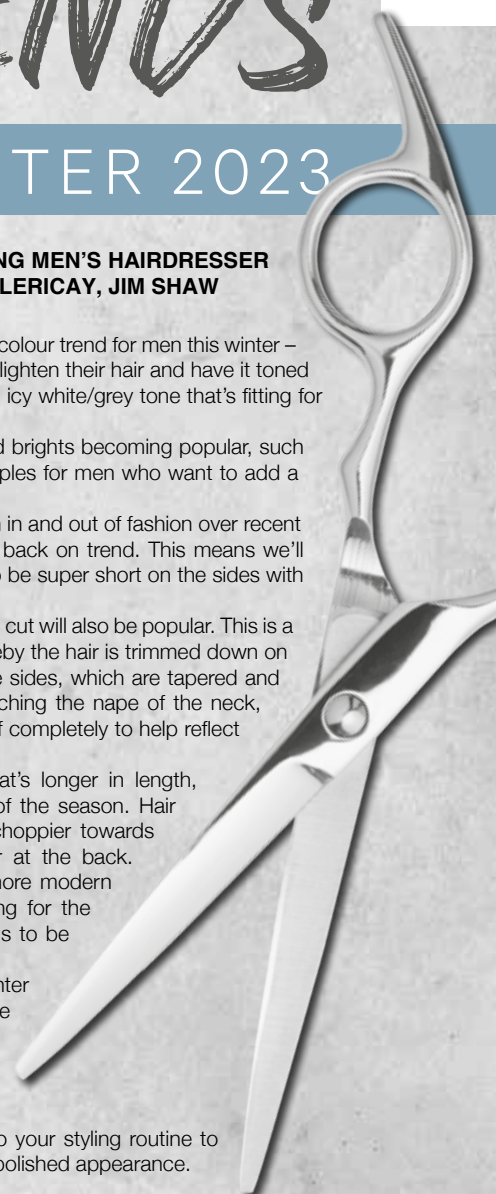 ENDS
TER 2023
NG MEN'S HAIRDRESSER
LERICAY, JIM SHAW
colour trend for men this winter –
lighten their hair and have it toned
icy white/grey tone that's fitting for
d brights becoming popular, such
ples for men who want to add a
n in and out of fashion over recent
back on trend. This means we'll
o be super short on the sides with
cut will also be popular. This is a
eby the hair is trimmed down on
e sides, which are tapered and
ching the nape of the neck,
f completely to help reflect
at's longer in length,
of the season. Hair
choppier towards
r at the back.
nore modern
ng for the
s to be
nter
e
o your styling routine to
polished appearance.